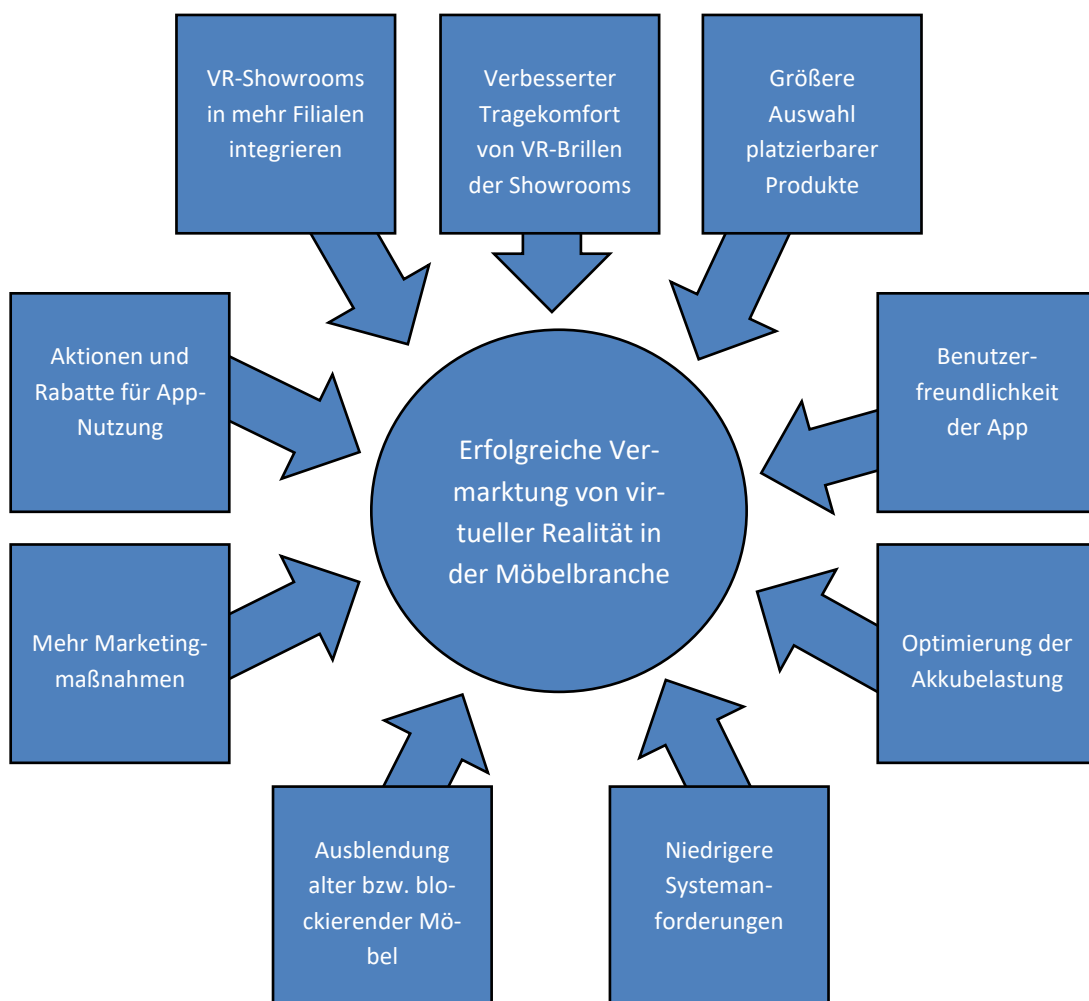 VR-Showrooms
in mehr Filialen
integrieren
Verbesserter
Tragekomfort
von VR-Brillen
der Showrooms
Größere
Auswahl
platzierbarer
Produkte
Aktionen und
Rabatte für App-
Nutzung
Benutzer-
freundlichkeit
der App
Erfolgreiche Ver-
marktung von vir-
tueller Realität in
der Möbelbranche
Mehr Marketing-
maßnahmen
Optimierung der
Akkubelastung
Ausblendung
alter bzw. blo-
ckierender Mö-
bel
Niedrigere
Systeman-
forderungen